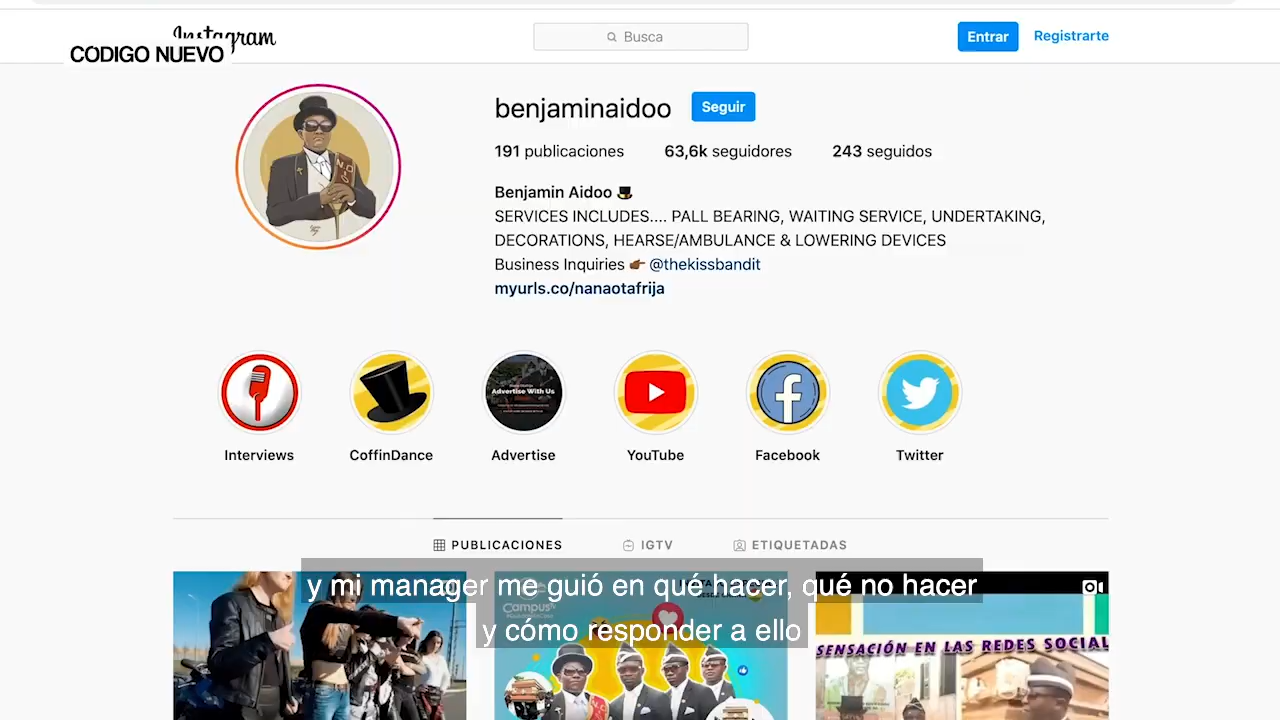 Instagram
CÓDIGO NUEVO
Busca
Entrar
Registrarte
benjaminaidoo
Seguir
191 publicaciones
63,6k seguidores
243 seguidos
Benjamin Aidoo
SERVICES INCLUDES.... PALL BEARING, WAITING SERVICE, UNDERTAKING,
DECORATIONS, HEARSE/AMBULANCE & LOWERING DEVICES
Business Inquiries @thekissbandit
myurls.co/nanaotafrija
Advertise With Us
Interviews
CoffinDance
Advertise
YouTube
Facebook
Twitter
PUBLICACIONES
IGTV
ETIQUETADAS
y mi manager me guió en qué hacer, qué no hacer
y cómo responder a ello
Campus
SENSACIÓN EN LAS REDES SOCIAL